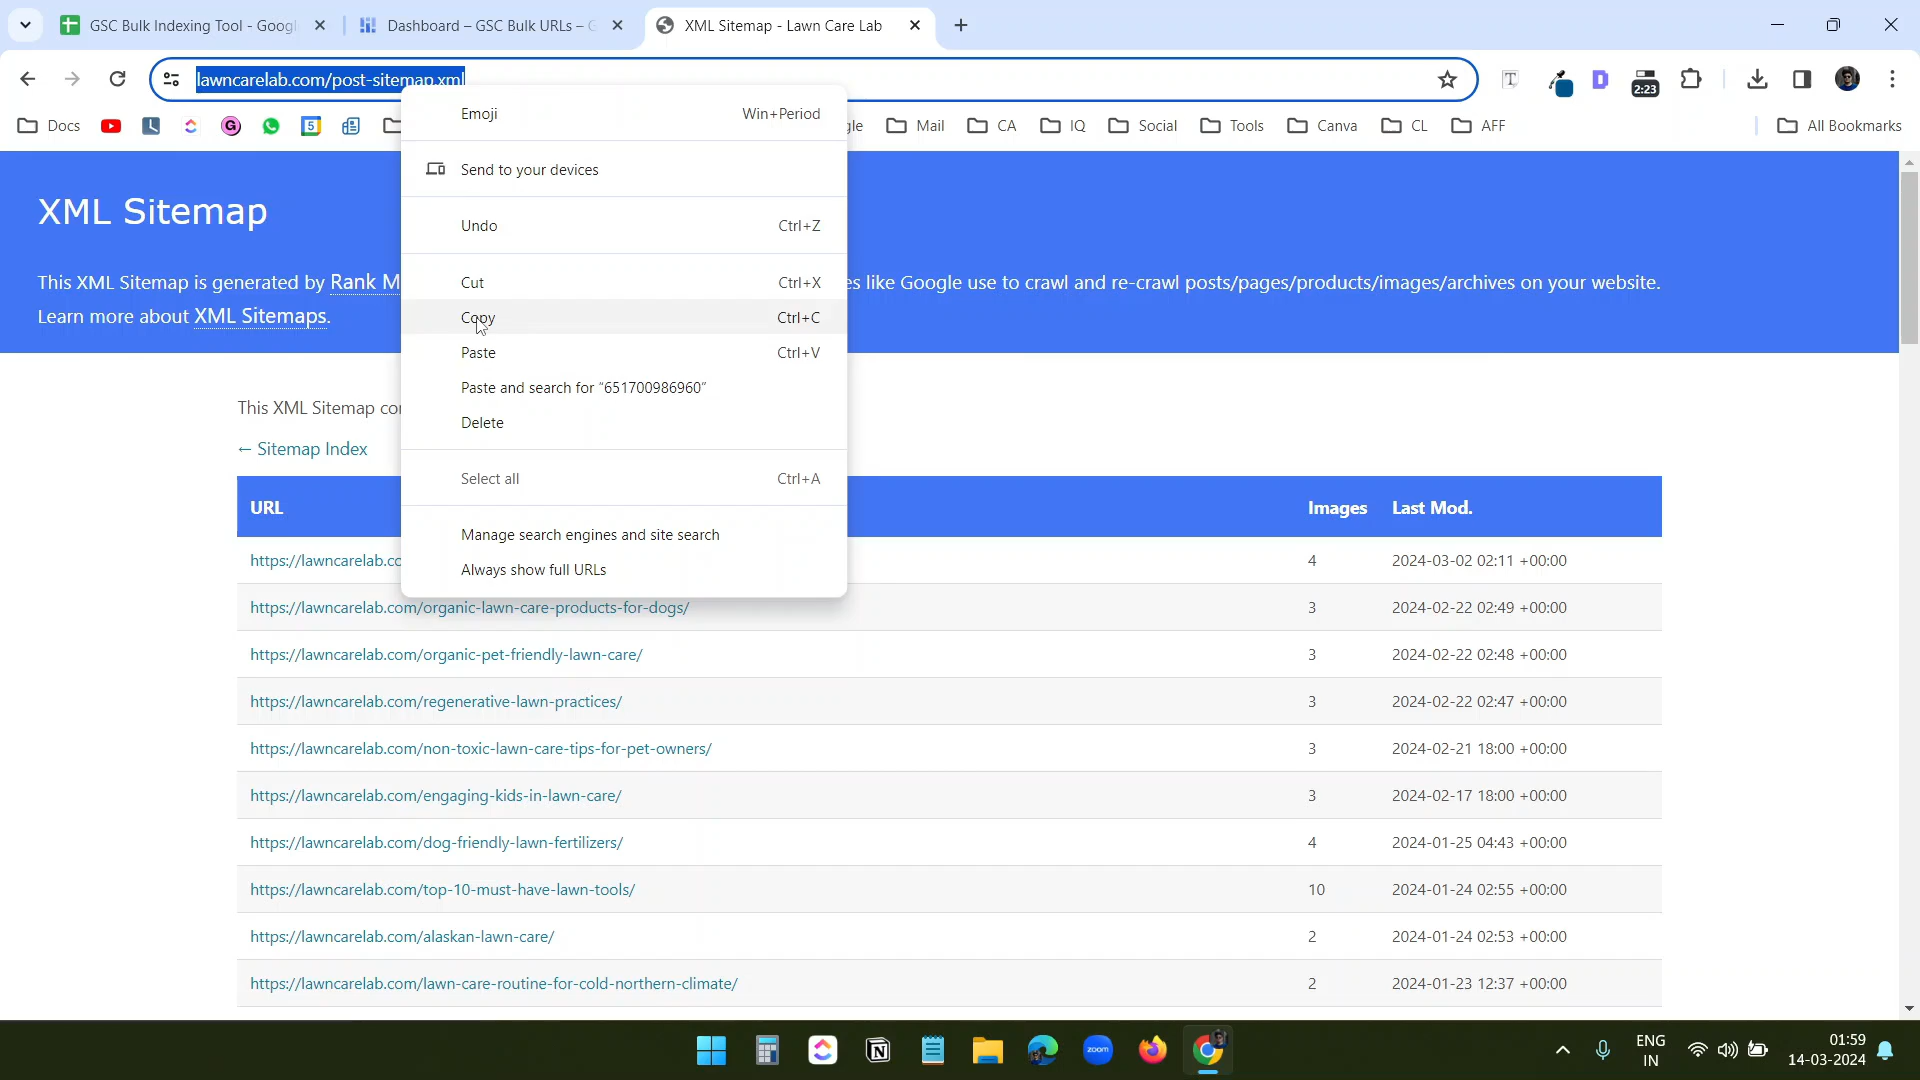 GSC Bulk Indexing Tool - Googl
Dashboard – GSC Bulk URLs –
XML Sitemap - Lawn Care Lab
lawncarelab.com/post-sitemap.xml
2:23
Docs
Mail
CA
IQ
Social
Tools
Canva
CL
AFF
All Bookmarks
Emoji Win+Period
Send to your devices
Undo Ctrl+Z
Cut Ctrl+X
Copy Ctrl+C
Paste Ctrl+V
Paste and search for “651700986960”
Delete
Select all Ctrl+A
Manage search engines and site search
Always show full URLs
XML Sitemap
This XML Sitemap is generated by Rank M
like Google use to crawl and re-crawl posts/pages/products/images/archives on your website.
Learn more about XML Sitemaps.
This XML Sitemap
← Sitemap Index
URL Images Last Mod.
https://lawncarelab.co 4 2024-03-02 02:11 +00:00
https://lawncarelab.com/organic-lawn-care-products-for-dogs/ 3 2024-02-22 02:49 +00:00
https://lawncarelab.com/organic-pet-friendly-lawn-care/ 3 2024-02-22 02:48 +00:00
https://lawncarelab.com/regenerative-lawn-practices/ 3 2024-02-22 02:47 +00:00
https://lawncarelab.com/non-toxic-lawn-care-tips-for-pet-owners/ 3 2024-02-21 18:00 +00:00
https://lawncarelab.com/engaging-kids-in-lawn-care/ 3 2024-02-17 18:00 +00:00
https://lawncarelab.com/dog-friendly-lawn-fertilizers/ 4 2024-01-25 04:43 +00:00
https://lawncarelab.com/top-10-must-have-lawn-tools/ 10 2024-01-24 02:55 +00:00
https://lawncarelab.com/alaskan-lawn-care/ 2 2024-01-24 02:53 +00:00
https://lawncarelab.com/lawn-care-routine-for-cold-northern-climate/ 2 2024-01-23 12:37 +00:00
zoom
ENG
IN
01:59
14-03-2024